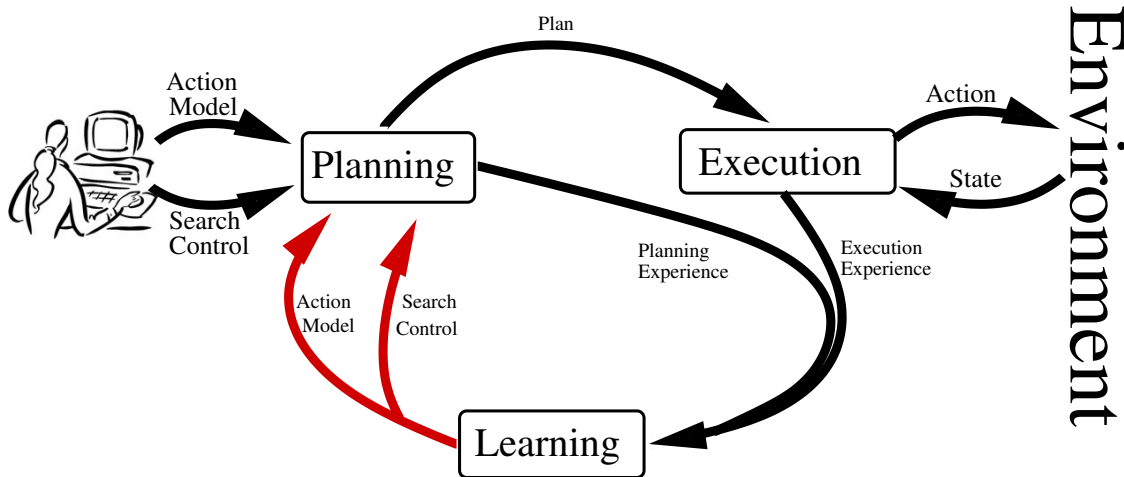 Plan
Action
Model
Planning
Search
Control
Execution
Action
State
Environment
Planning
Experience
Execution
Experience
Action
Model
Search
Control
Learning